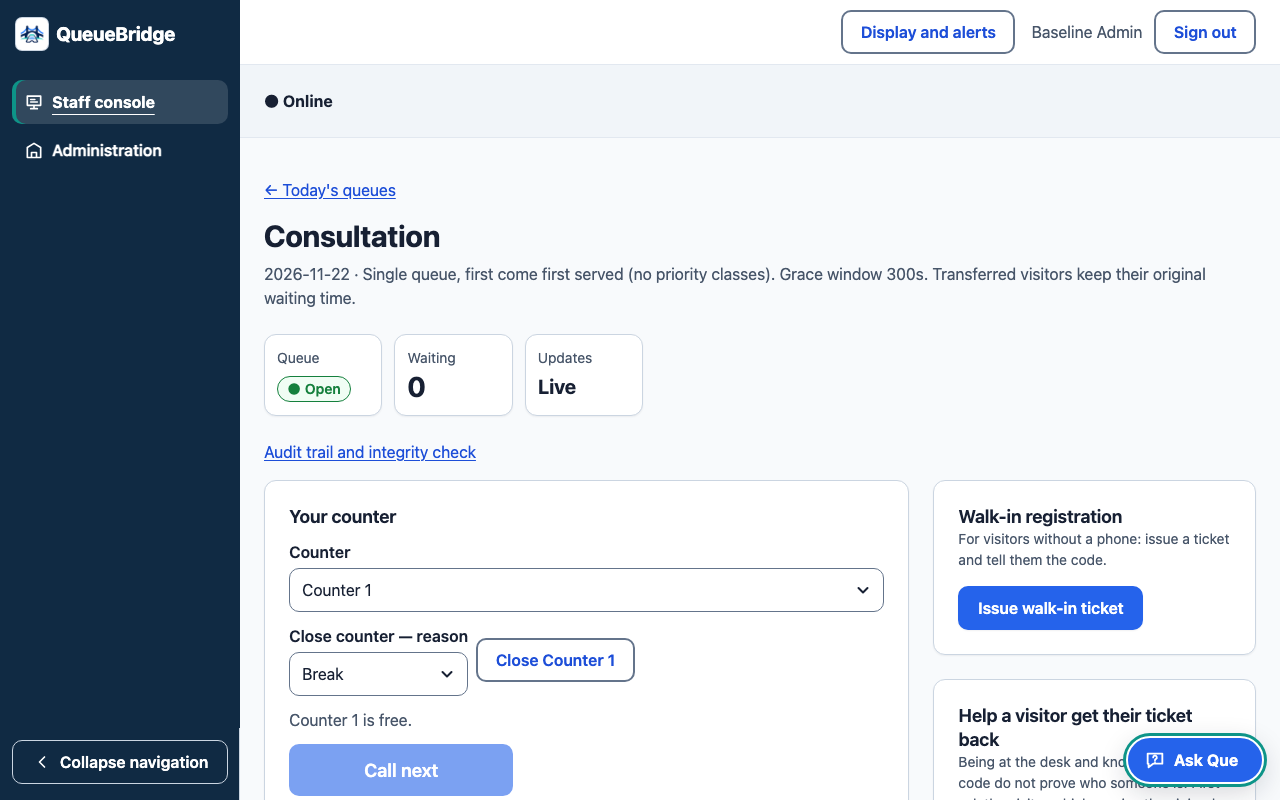 QueueBridge
Display and alerts
Baseline Admin
Sign out
Staff console
Administration
Online
← Today's queues
Consultation
2026-11-22 · Single queue, first come first served (no priority classes). Grace window 300s. Transferred visitors keep their original
waiting time.
Queue
Open
Waiting
0
Updates
Live
Audit trail and integrity check
Your counter
Counter
Counter 1
Close counter — reason
Break
Close Counter 1
Counter 1 is free.
Call next
Walk-in registration
For visitors without a phone: issue a ticket
and tell them the code.
Issue walk-in ticket
Help a visitor get their ticket
back
Being at the desk and
code do not prove who
Ask Que
Collapse navigation